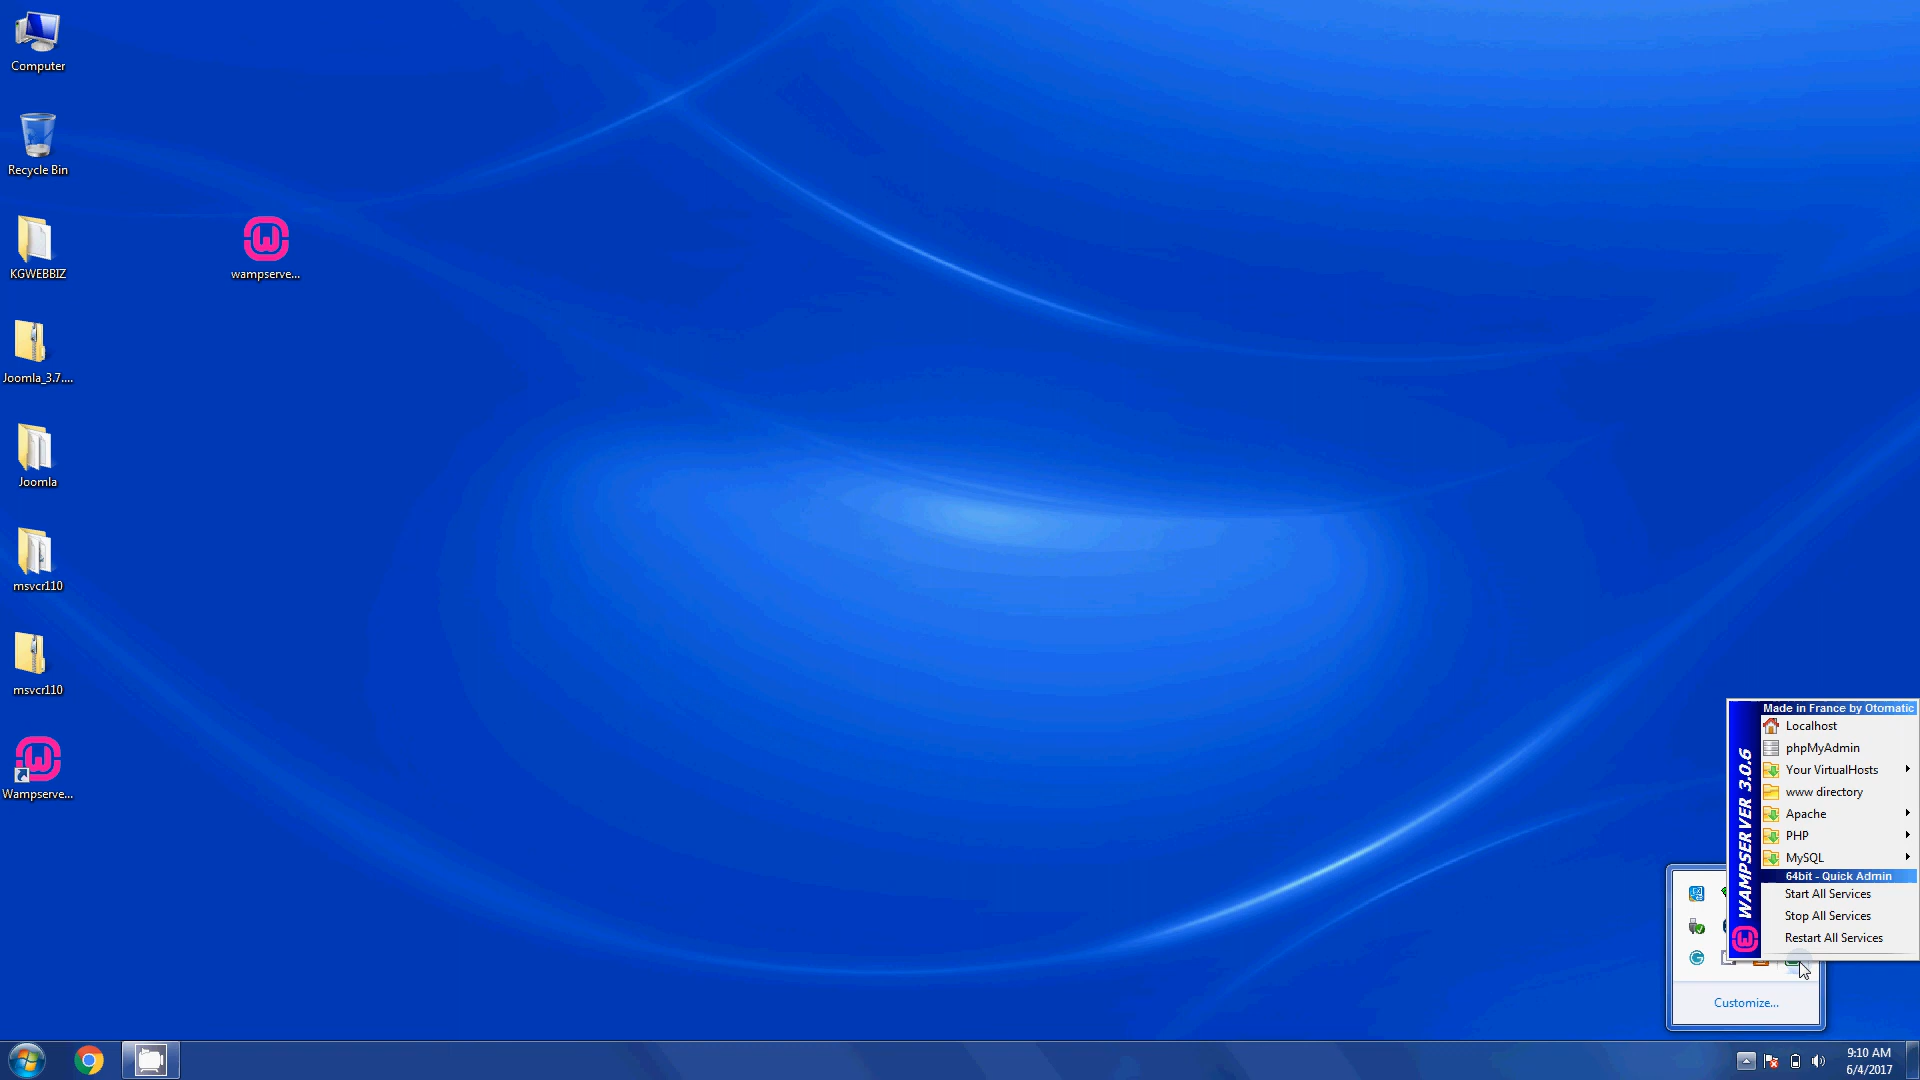 Computer
Recycle Bin
KGWEBBIZ
wampserve...
Joomla_3.7....
Joomla
msvcr110
msvcr110
Wampserve...
WAMPSERVER 3.0.6
Made in France by Otomatic
Localhost
phpMyAdmin
Your VirtualHosts
www directory
Apache
PHP
MySQL
64bit - Quick Admin
Start All Services
Stop All Services
Restart All Services
Customize...
9:10 AM
6/4/2017